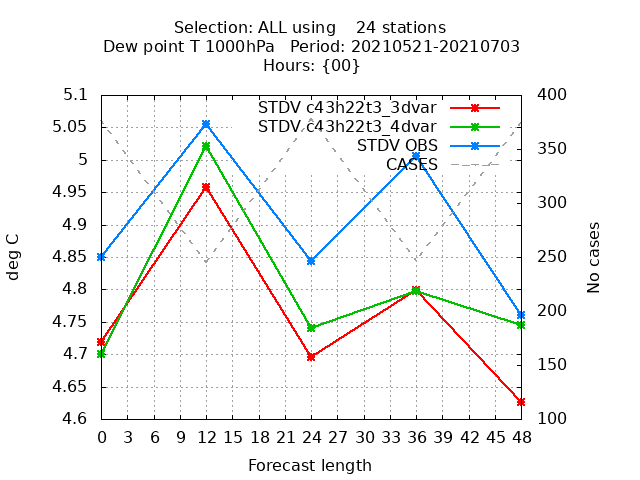 Selection: ALL using    24 stations
Dew point T 1000hPa   Period: 20210521-20210703
Hours: {00}
STDV c43h22t3_3dvar
STDV c43h22t3_4dvar
STDV OBS
CASES
5.1
5.05
5
4.95
4.9
4.85
4.8
4.75
4.7
4.65
4.6
deg C
400
350
300
250
200
150
100
No cases
0 3 6 9 12 15 18 21 24 27 30 33 36 39 42 45 48
Forecast length